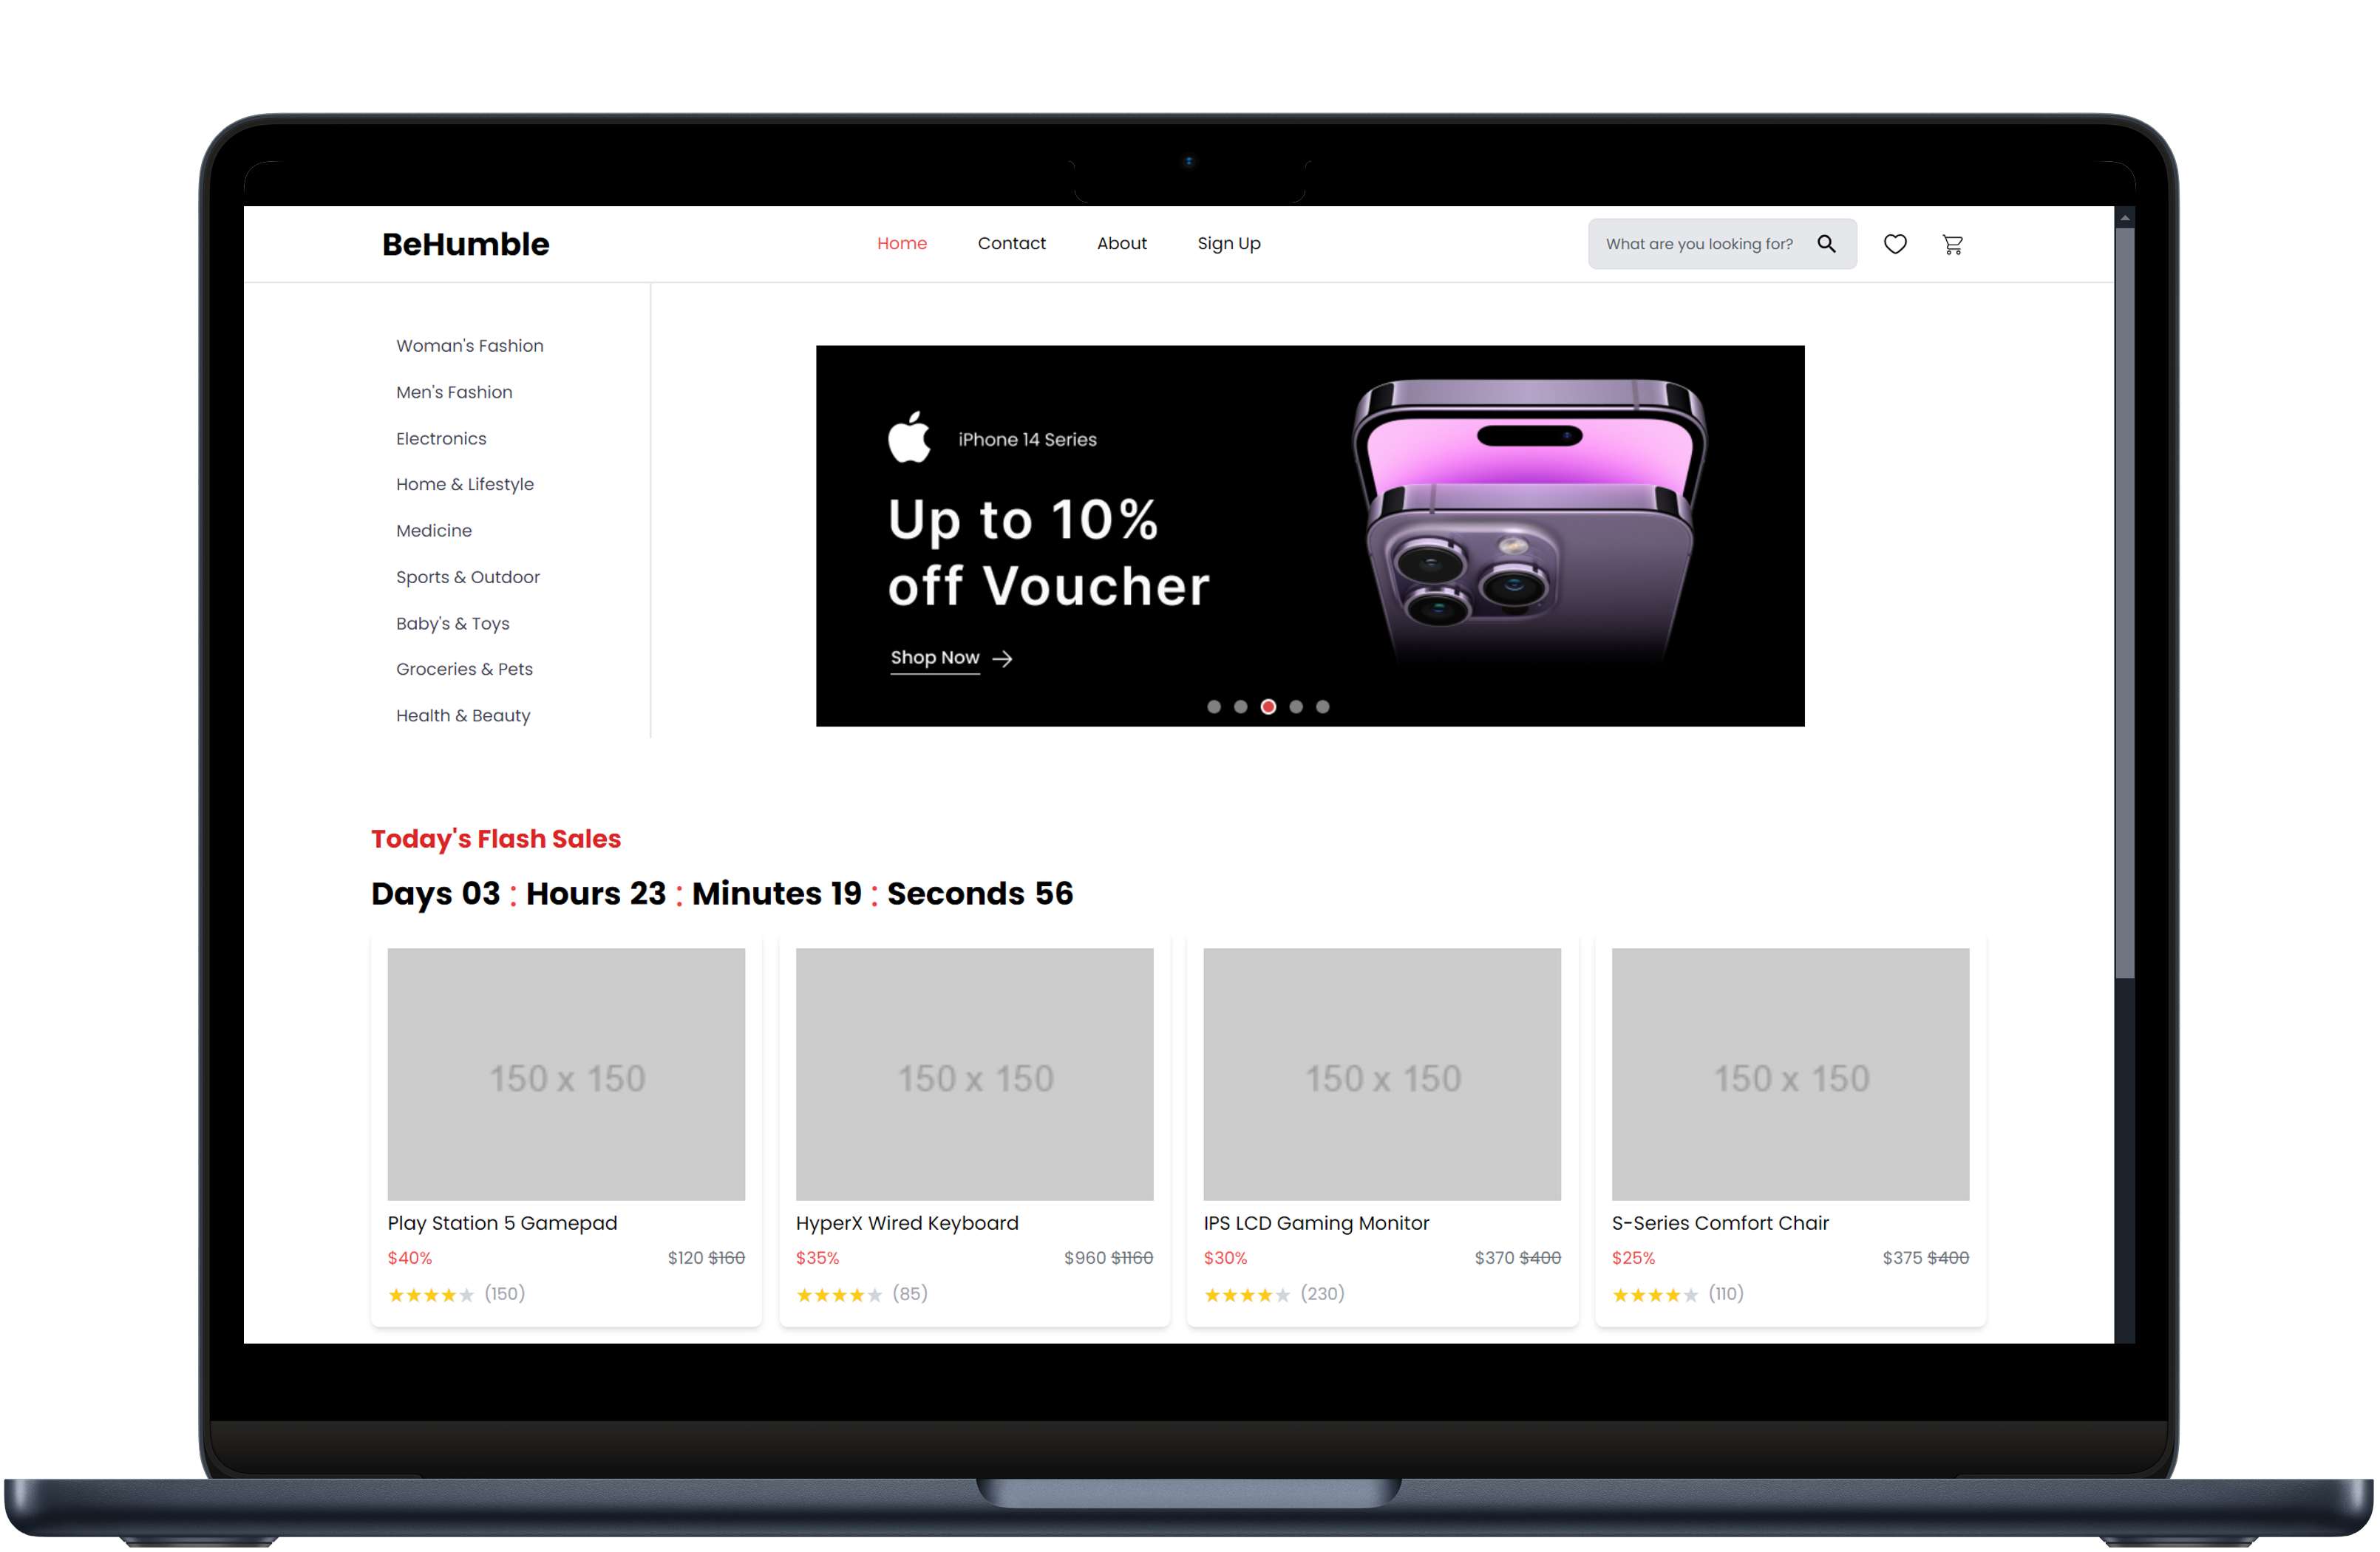 BeHumble
Home Contact About Sign Up
What are you looking for?
Woman's Fashion
Men's Fashion
Electronics
Home & Lifestyle
Medicine
Sports & Outdoor
Baby's & Toys
Groceries & Pets
Health & Beauty
iPhone 14 Series
Up to 10%
off Voucher
Shop Now
Today's Flash Sales
Days 03 : Hours 23 : Minutes 19 : Seconds 56
150 x 150
Play Station 5 Gamepad
$40% $120 $160
(150)
150 x 150
HyperX Wired Keyboard
$35% $960 $1160
(85)
150 x 150
IPS LCD Gaming Monitor
$30% $370 $400
(230)
150 x 150
S-Series Comfort Chair
$25% $375 $400
(110)